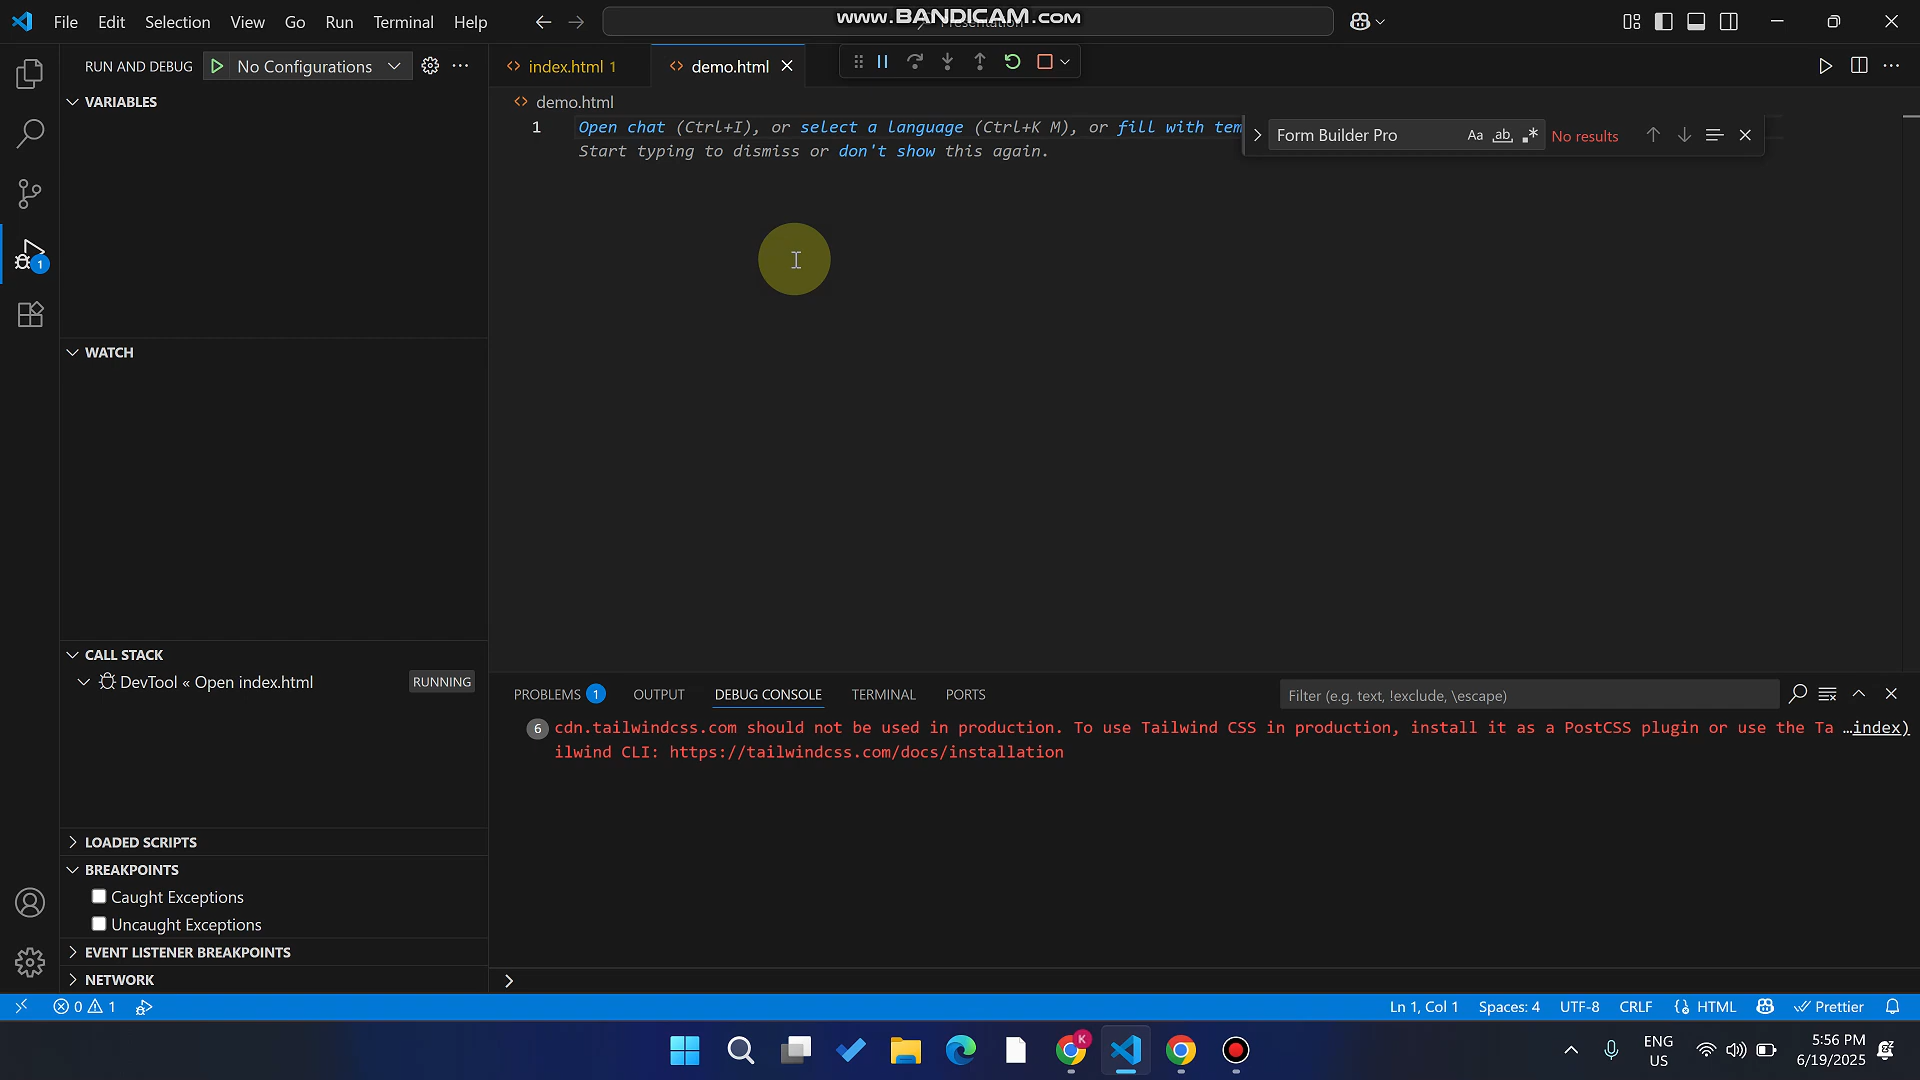 File Edit Selection View Go Run Terminal Help
www.BANDICAM.com
RUN AND DEBUG No Configurations
index.html 1 demo.html
VARIABLES
demo.html
1 Open chat (Ctrl+I), or select a language (Ctrl+K M), or fill with tem
Start typing to dismiss or don't show this again.
Form Builder Pro Aa ab .* No results
1
WATCH
CALL STACK
DevTool « Open index.html RUNNING
PROBLEMS 1 OUTPUT DEBUG CONSOLE TERMINAL PORTS Filter (e.g. text, !exclude, \escape)
6 cdn.tailwindcss.com should not be used in production. To use Tailwind CSS in production, install it as a PostCSS plugin or use the Ta …index)
ilwind CLI: https://tailwindcss.com/docs/installation
LOADED SCRIPTS
BREAKPOINTS
Caught Exceptions
Uncaught Exceptions
EVENT LISTENER BREAKPOINTS
NETWORK
0 1 Ln 1, Col 1 Spaces: 4 UTF-8 CRLF HTML Prettier
K
ENG
US
5:56 PM
6/19/2025